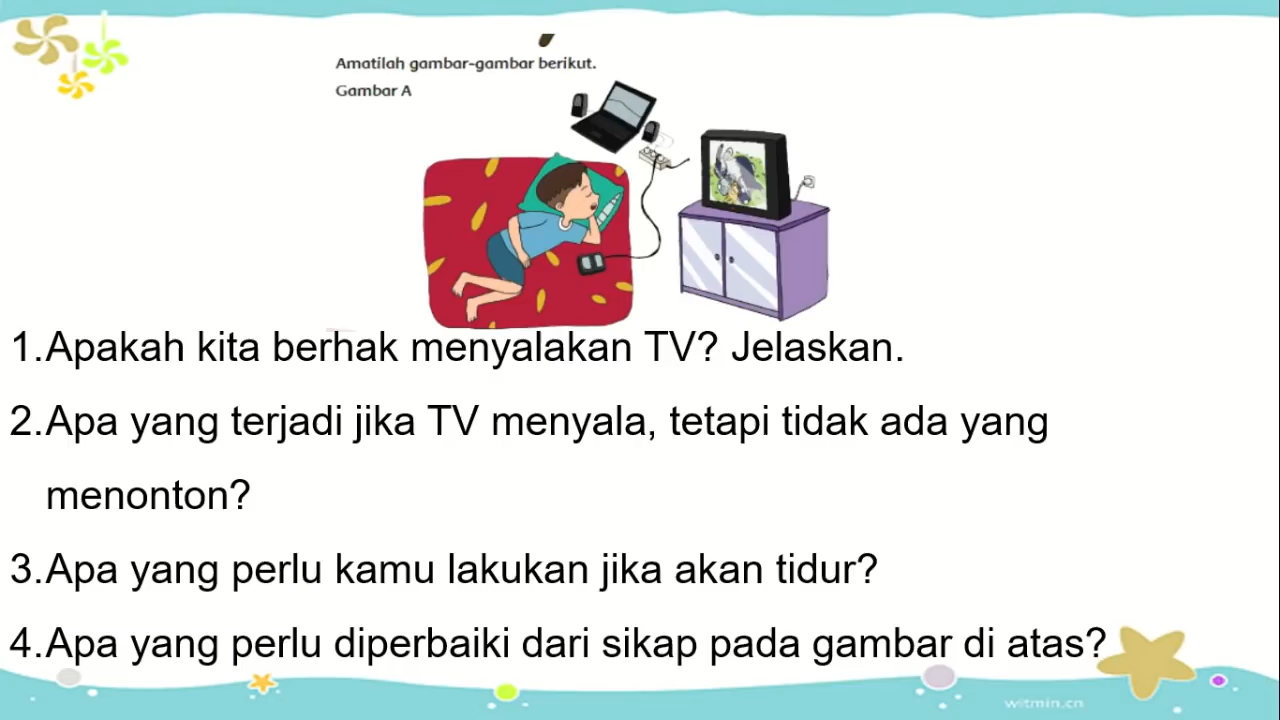 Amatilah gambar-gambar berikut.
Gambar A
1.Apakah kita berhak menyalakan TV? Jelaskan.
2.Apa yang terjadi jika TV menyala, tetapi tidak ada yang
menonton?
3.Apa yang perlu kamu lakukan jika akan tidur?
4.Apa yang perlu diperbaiki dari sikap pada gambar di atas?
witmin.cn